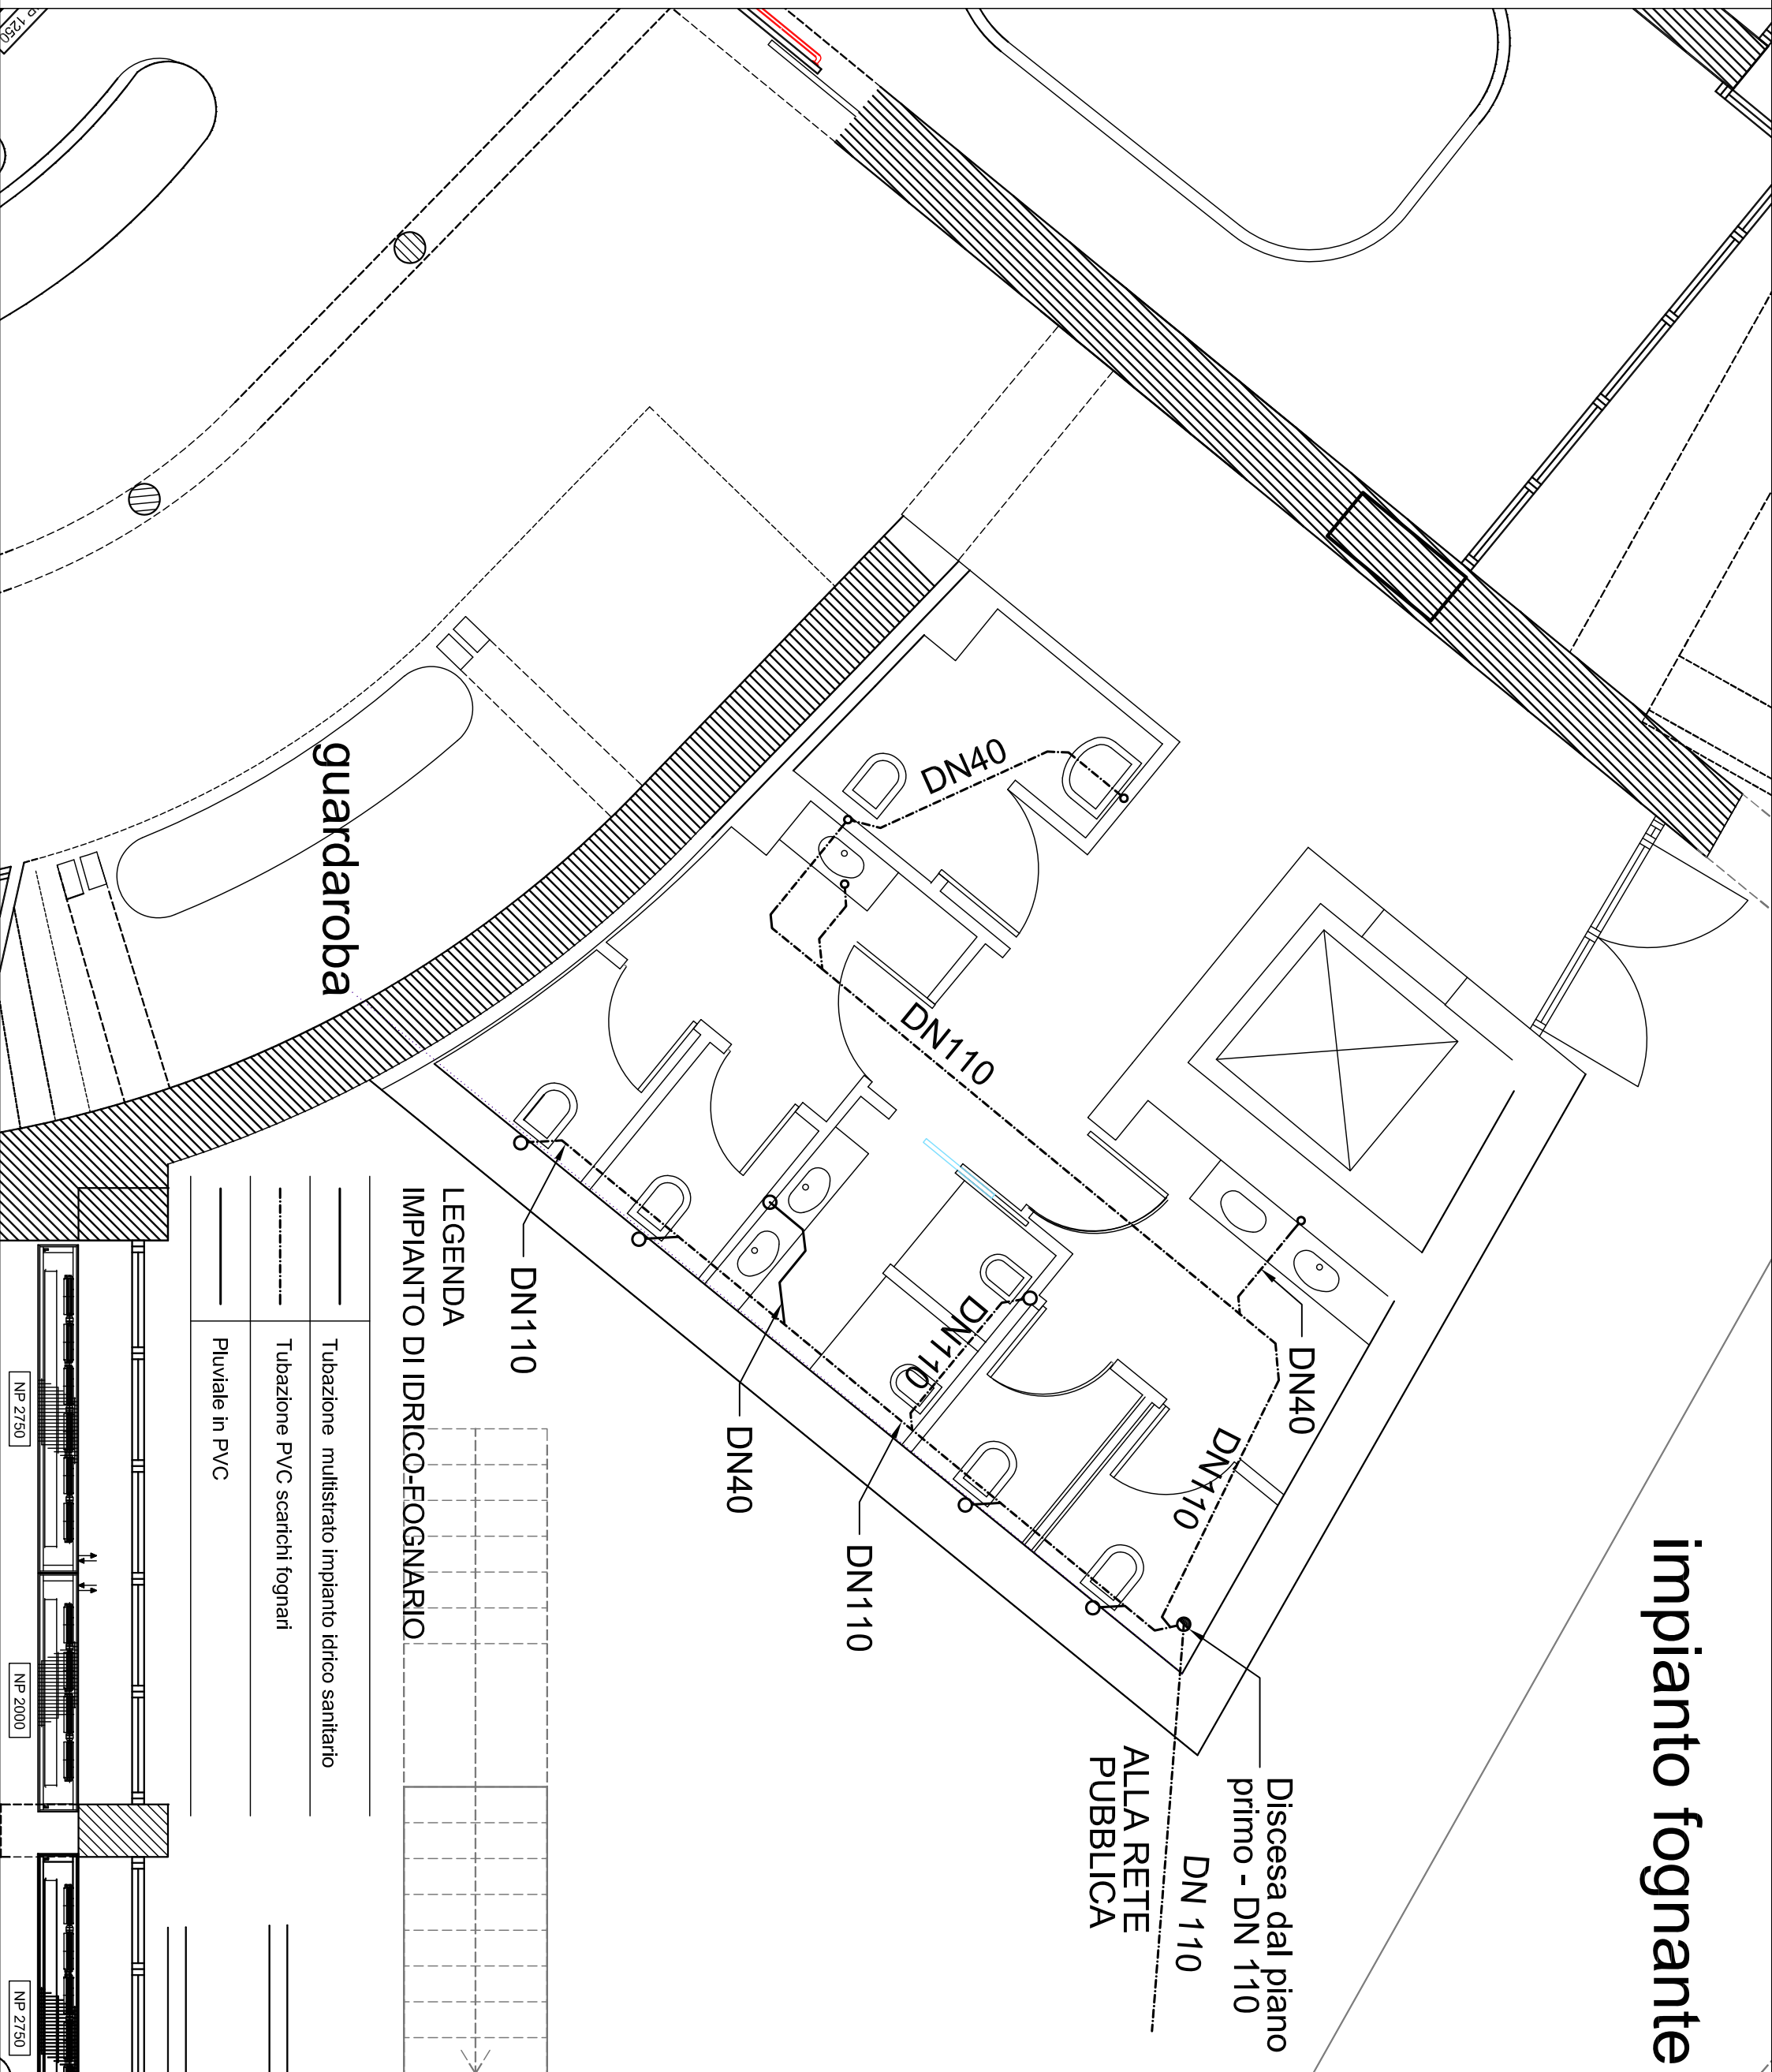 impianto fognante
Discesa dal piano
primo - DN 110
DN 110
ALLA RETE
PUBBLICA
DN40
DN110
DN110
DN40
DN110
DN110
DN40
DN110
DN110
guardaroba
LEGENDA
IMPIANTO DI IDRICO-FOGNARIO
Tubazione multistrato impianto idrico sanitario
Tubazione PVC scarichi fognari
Pluviale in PVC
NP 2750
NP 2000
NP 2750
P 1250